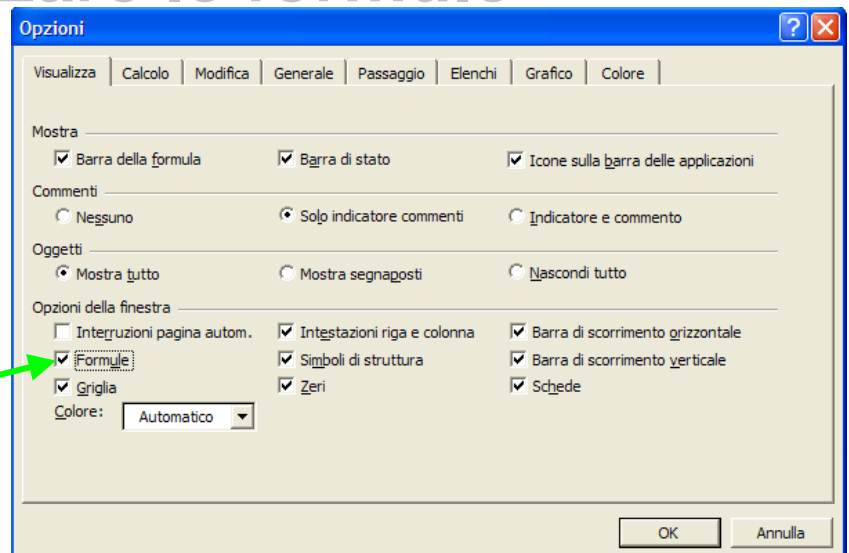 Opzioni
Visualizza Calcolo Modifica Generale Passaggio Elenchi Grafico Colore
Mostra
Barra della formula Barra di stato Icone sulla barra delle applicazioni
Commenti
Nessuno Solo indicatore commenti Indicatore e commento
Oggetti
Mostra tutto Mostra segnaposti Nascondi tutto
Opzioni della finestra
Interruzioni pagina autom. Intestazioni riga e colonna Barra di scorrimento orizzontale
Formule Simboli di struttura Barra di scorrimento verticale
Griglia Zeri Schede
Colore: Automatico
OK Annulla